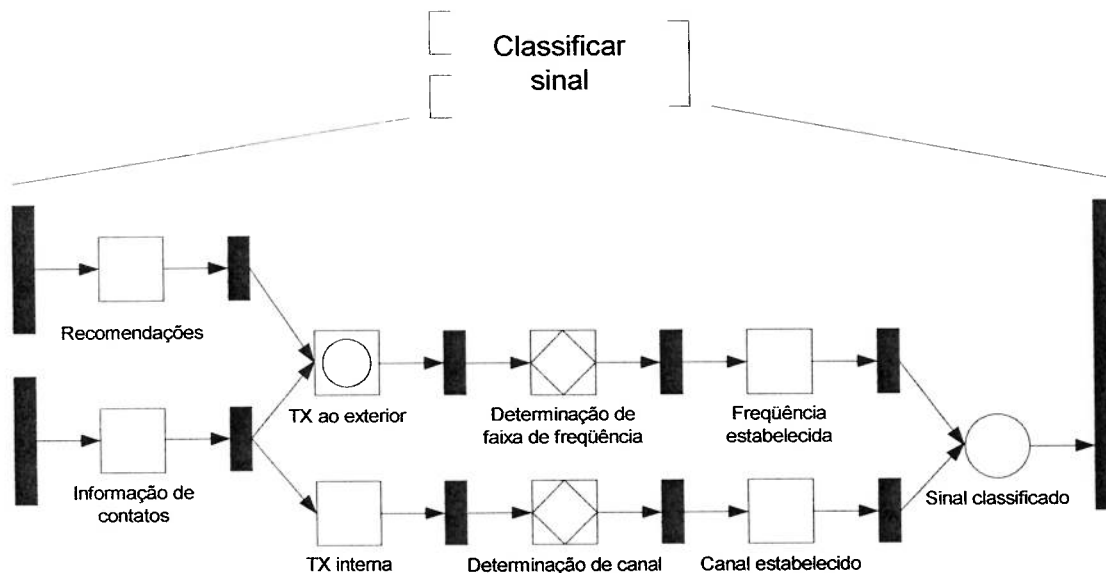 Classificar
sinal
Recomendações
TX ao exterior
Determinação de
faixa de freqüência
Freqüência
estabelecida
Informação de
contatos
Sinal classificado
TX interna
Determinação de canal
Canal estabelecido